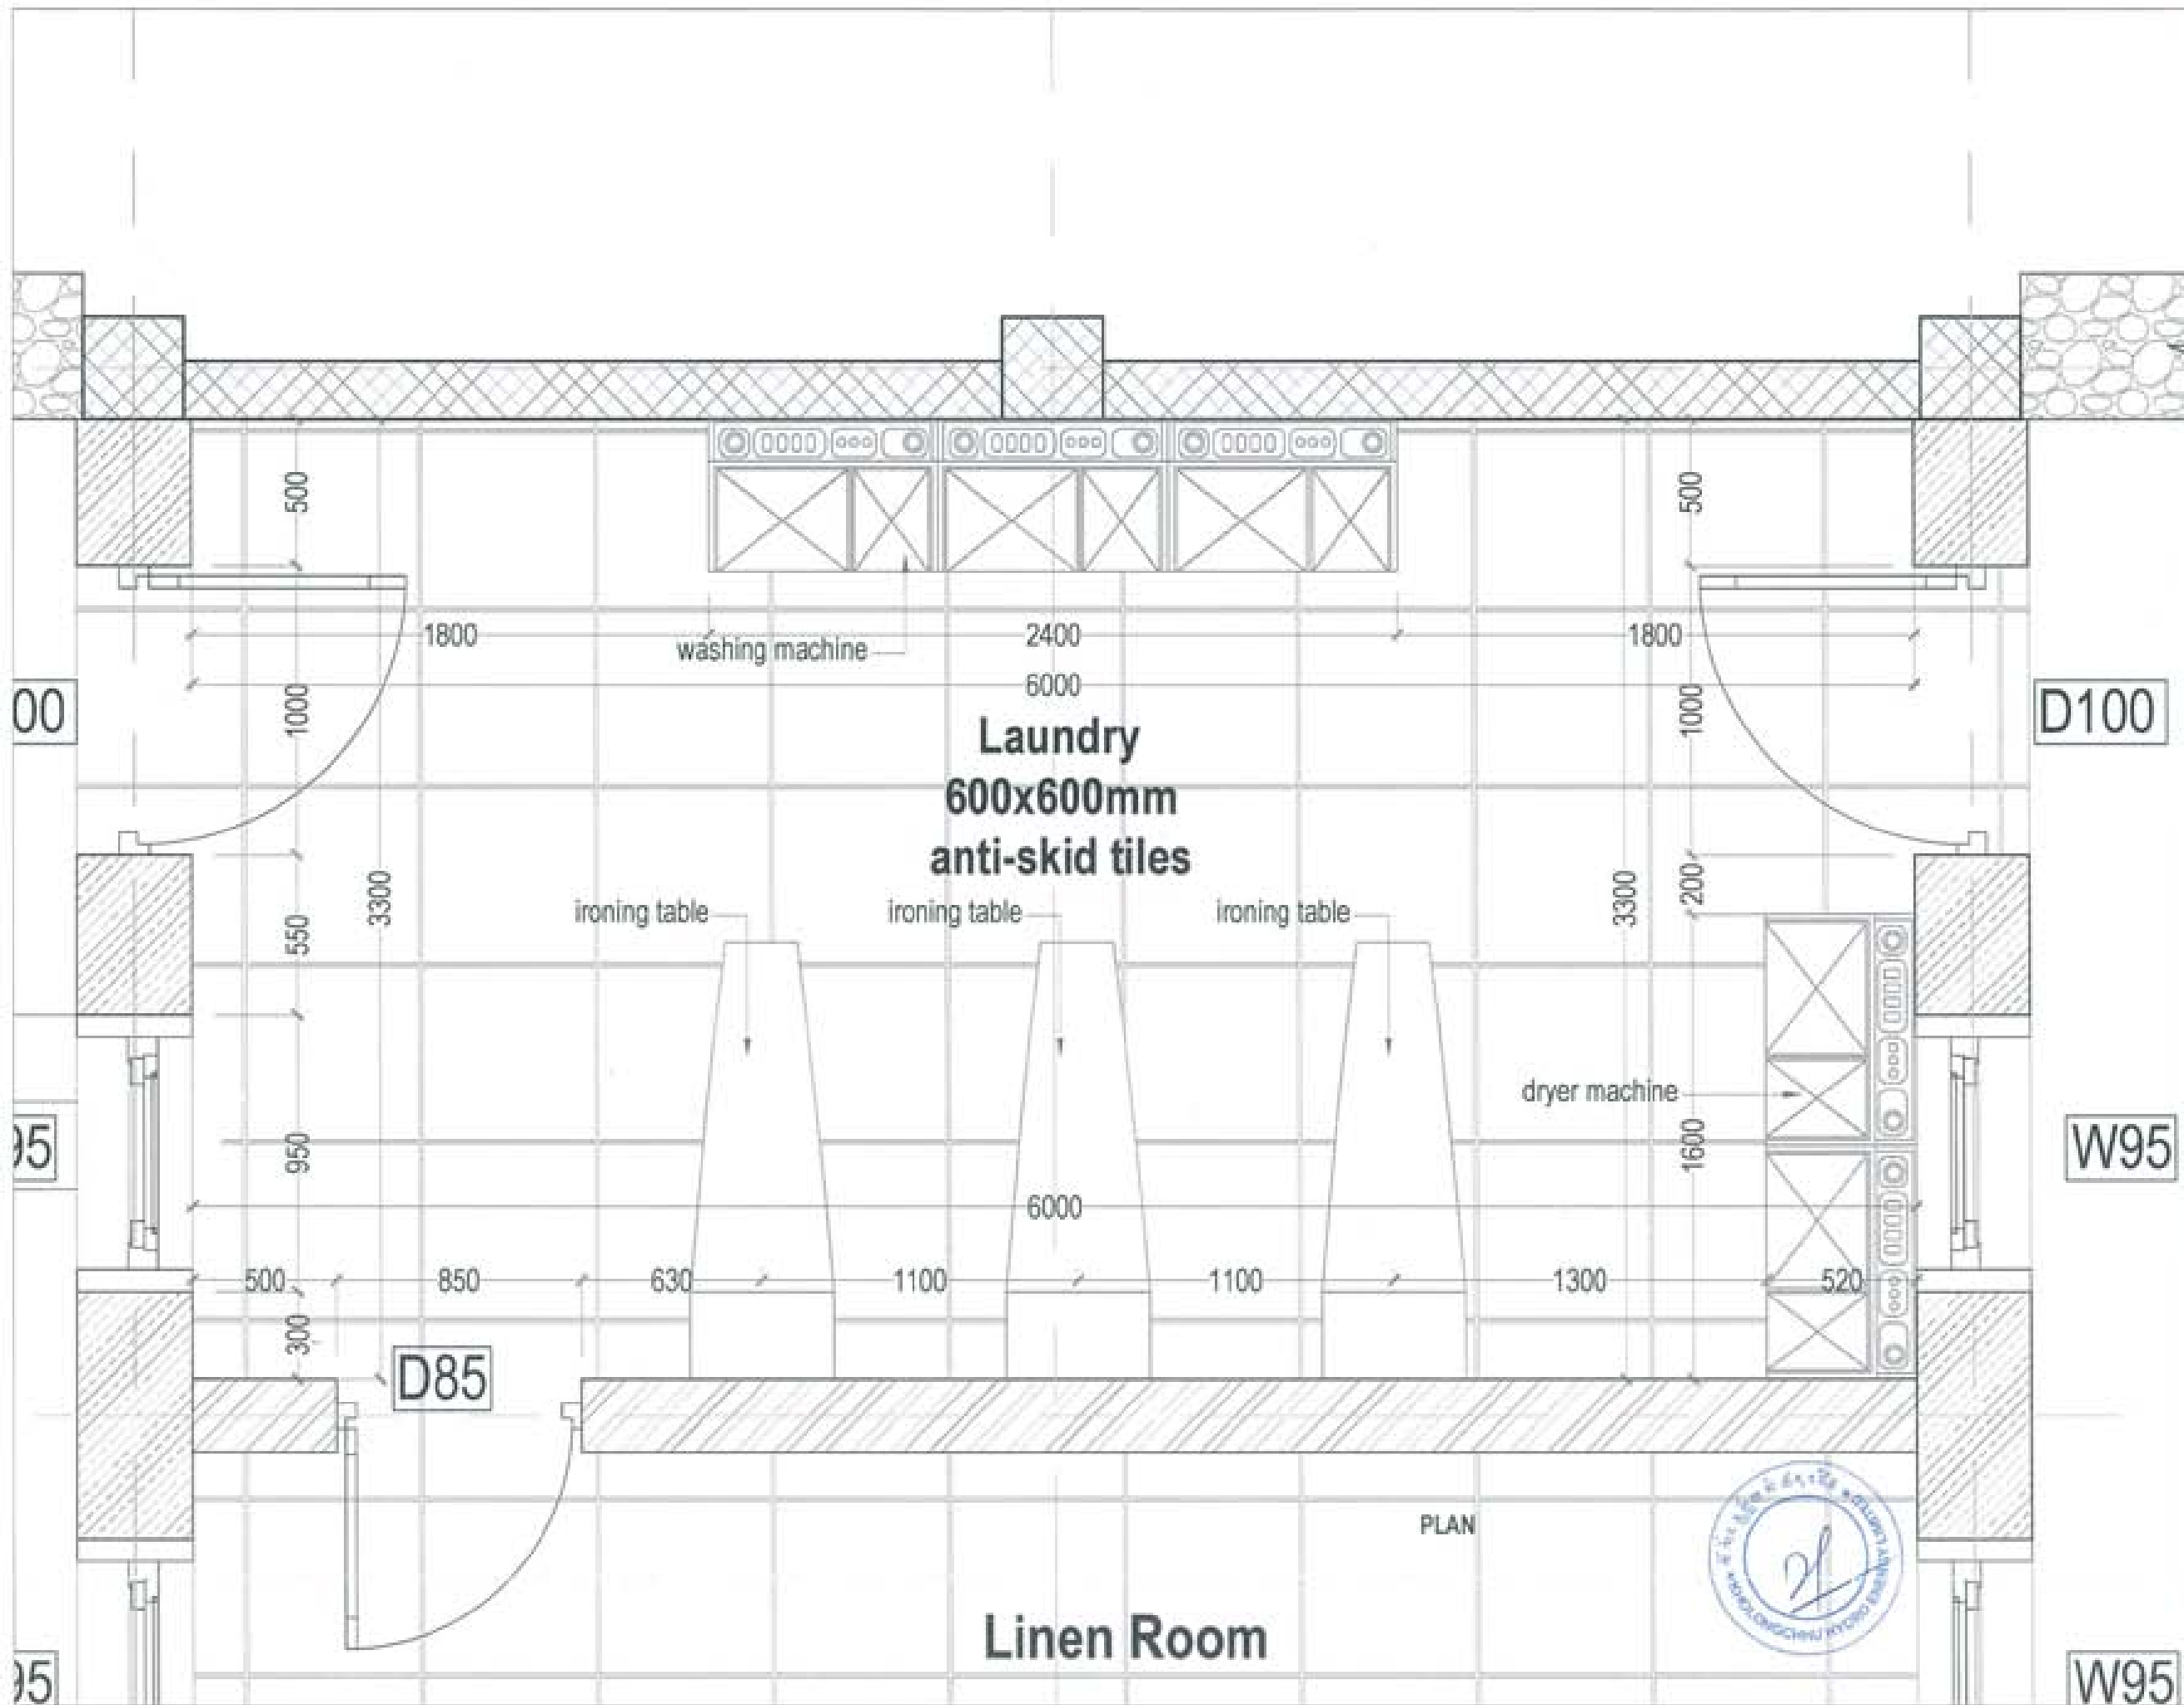 500
500
1800
washing machine
2400
1800
6000
00
1000
Laundry
600x600mm
anti-skid tiles
1000
D100
3300
550
ironing table
ironing table
ironing table
3300
200
95
950
dryer machine
1600
W95
6000
500
850
630
1100
1100
1300
520
300
D85
PLAN
Linen Room
95
W95